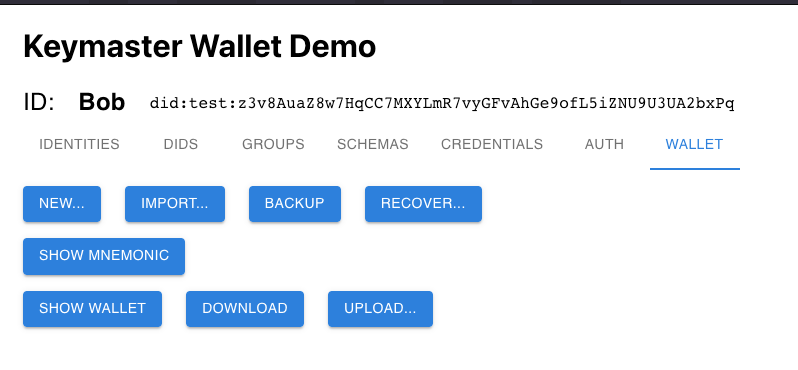 Keymaster Wallet Demo
ID: Bob did:test:z3v8AuaZ8w7HqCC7MXYLmR7vyGFvAhGe9ofL5iZNU9U3UA2bxPq
IDENTITIES DIDS GROUPS SCHEMAS CREDENTIALS AUTH WALLET
NEW... IMPORT... BACKUP RECOVER...
SHOW MNEMONIC
SHOW WALLET DOWNLOAD UPLOAD...